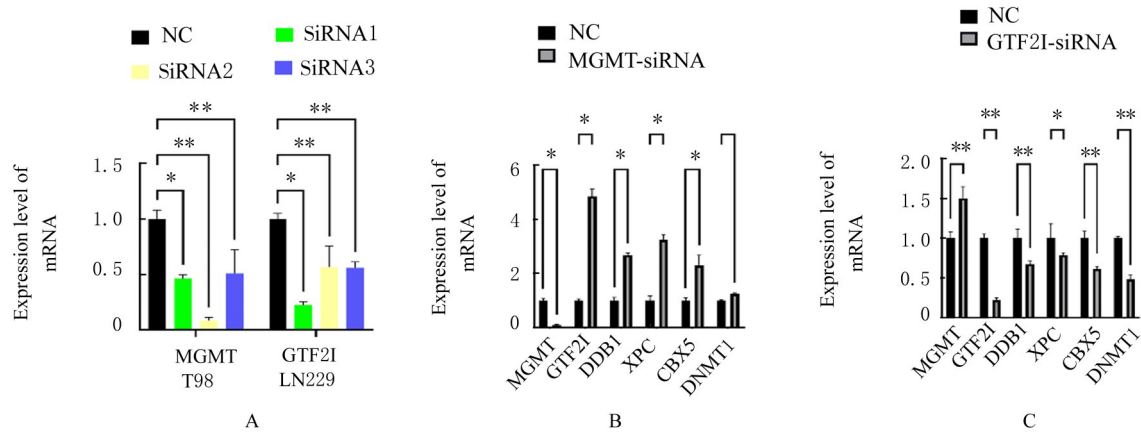 NC
SiRNA1
SiRNA2
SiRNA3
Expression level of
mRNA
1.5
1.0
0.5
0
*
**
**
*
**
**
MGMT
T98
GTF2I
LN229
A
NC
MGMT-siRNA
Expression level of
mRNA
6
4
2
0
*
*
*
*
*
MGMT
GTF2I
DDB1
XPC
CBX5
DNMT1
B
NC
GTF2I-siRNA
Expression level of
mRNA
2.0
1.5
1.0
0.5
0
**
**
**
*
**
**
MGMT
GTF2I
DDB1
XPC
CBX5
DNMT1
C